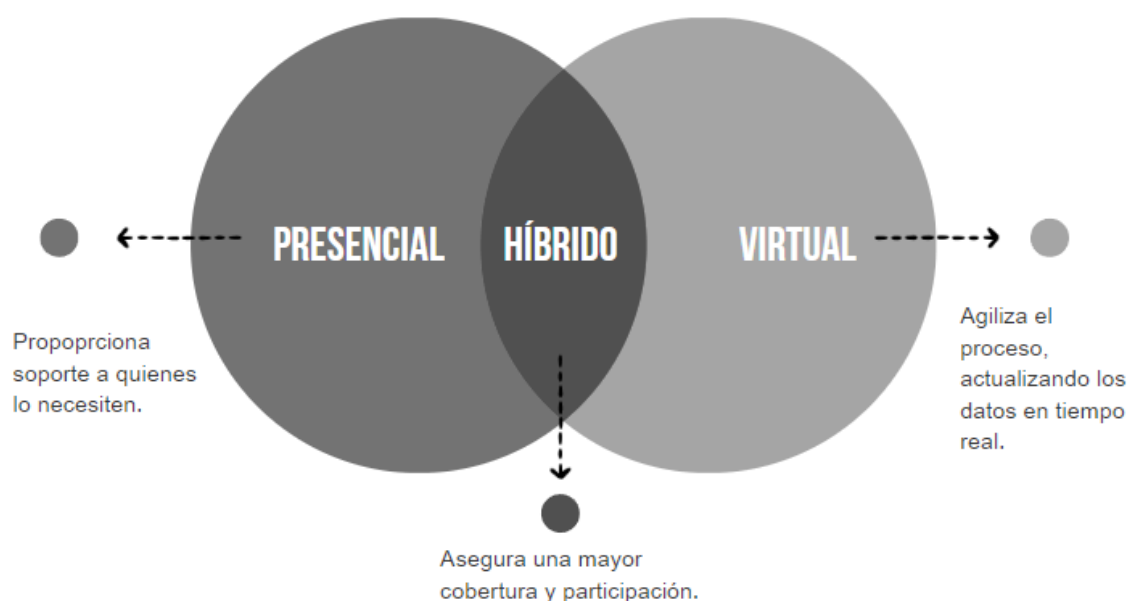 PRESENCIAL
HÍBRIDO
VIRTUAL
Propoprciona
soporte a quienes
lo necesiten.
Agiliza el
proceso,
actualizando los
datos en tiempo
real.
Asegura una mayor
cobertura y participación.